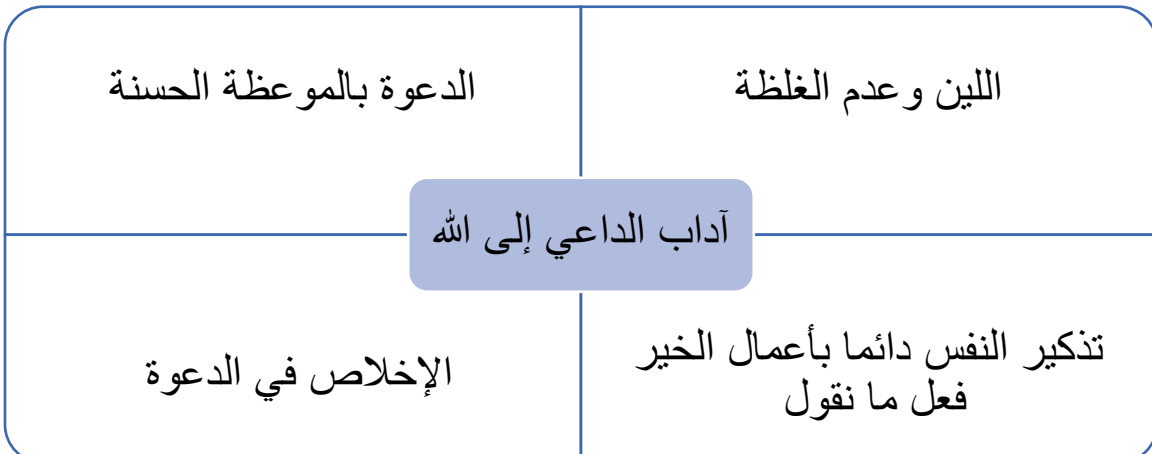 اللين وعدم الغلظة
الدعوة بالموعظة الحسنة
آداب الداعي إلى الله
تذكير النفس دائما بأعمال الخير
فعل ما نقول
الإخلاص في الدعوة